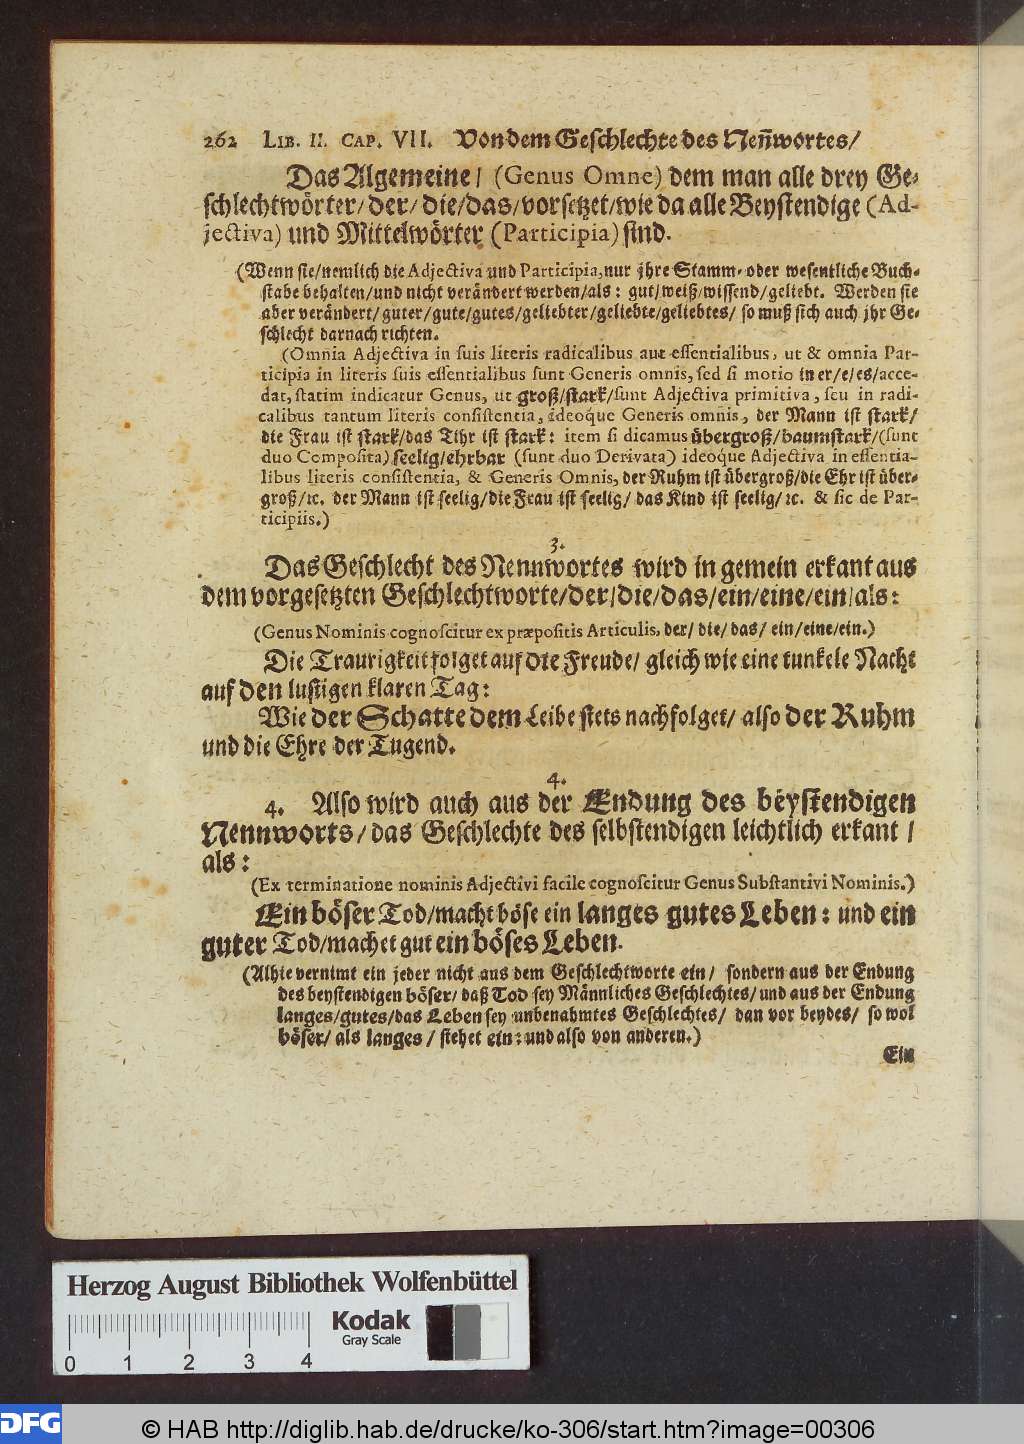 262 LIB. II. CAP. VII. Von dem Geschlechte des Neñwortes/
Das Algemeine/ (Genus Omne) dem man alle drey Ge-
schlechtwörter/der/die/das/vorsetzet/wie da alle Beystendige (Ad-
jectiva) und Mittelwörter (Participia) sind.
(Wenn sie/nemlich die Adjectiva und Participia, nur jhre Stamm- oder wesentliche Buch-
stabe behalten/und nicht verändert werden/als: gut/weiß/wissend/geliebt. Werden sie
aber verändert/guter/gute/gutes/geliebter/geliebte/geliebtes/ so muß sich auch jhr Ge-
schlecht darnach richten.
(Omnia Adjectiva in suis literis radicalibus aut essentialibus, ut & omnia Par-
ticipia in literis suis essentialibus sunt Generis omnis, sed si motio in er/e/es/acce-
dat, statim indicatur Genus, ut groß/stark/sunt Adjectiva primitiva, seu in radi-
calibus tantum literis consistentia, ideoque Generis omnis, der Mann ist stark/
die Frau ist stark/das Tihr ist stark: item si dicamus übergroß/baumstark/(sunt
duo Composita) seelig/ehrbar (sunt duo Derivata) ideoque Adjectiva in essentia-
libus literis consistentia, & Generis Omnis, der Ruhm ist übergroß/die Ehr ist über-
groß/ꝛc. der Mann ist seelig/die Frau ist seelig/ das Kind ist seelig/ꝛc. & sic de Par-
ticipiis.)
3.
Das Geschlecht des Nennwortes wird in gemein erkant aus
dem vorgesetzten Geschlechtworte/der/die/das/ein/eine/ein/als:
(Genus Nominis cognoscitur ex præpositis Articulis, der/ die/ das/ ein/eine/ein.)
Die Traurigkeit folget auf die Freude/ gleich wie eine tunkele Nacht
auf den lustigen klaren Tag:
Wie der Schatte dem Leibe stets nachfolget/ also der Ruhm
und die Ehre der Tugend.
4.
4. Also wird auch aus der Endung des beystendigen
Nennworts/das Geschlechte des selbstendigen leichtlich erkant/
als:
(Ex terminatione nominis Adjectivi facile cognoscitur Genus Substantivi Nominis.)
Ein böser Tod/macht böse ein langes gutes Leben: und ein
guter Tod/machet gut ein böses Leben.
(Alhie vernimt ein jeder nicht aus dem Geschlechtworte ein/ sondern aus der Endung
des beystendigen böser/ daß Tod sey Männliches Geschlechtes/und aus der Endung
langes/gutes/das Leben sey unbenahmtes Geschlechtes/ dan vor beydes/ so wol
böser/ als langes/ stehet ein: und also von anderen.)
Ein
Herzog August Bibliothek Wolfenbüttel
Kodak
Gray Scale
0 1 2 3 4
DFG
© HAB http://diglib.hab.de/drucke/ko-306/start.htm?image=00306